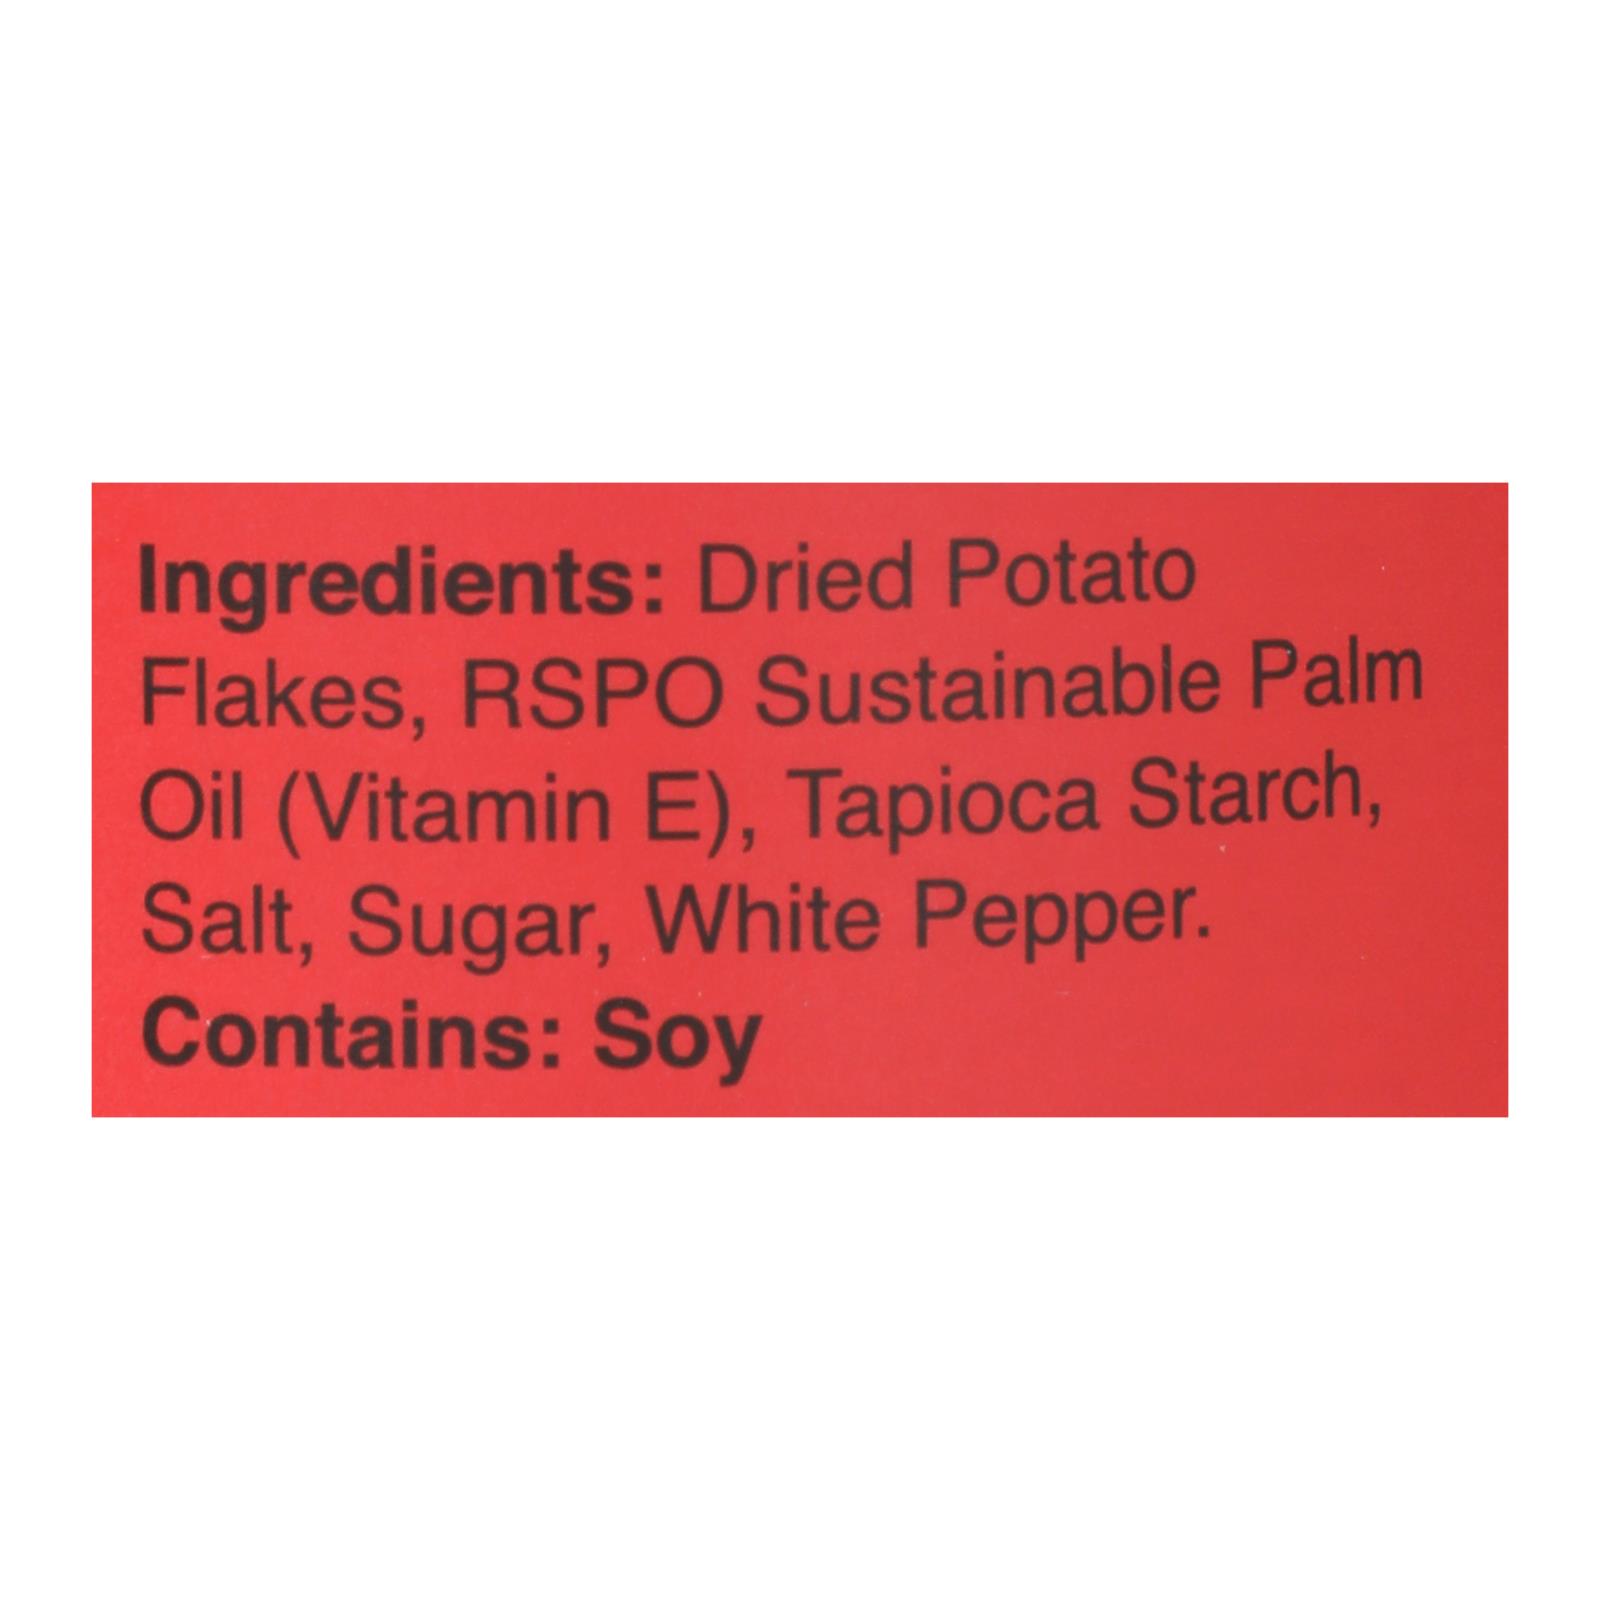 Ingredients: Dried Potato
Flakes, RSPO Sustainable Palm
Oil (Vitamin E), Tapioca Starch,
Salt, Sugar, White Pepper.
Contains: Soy